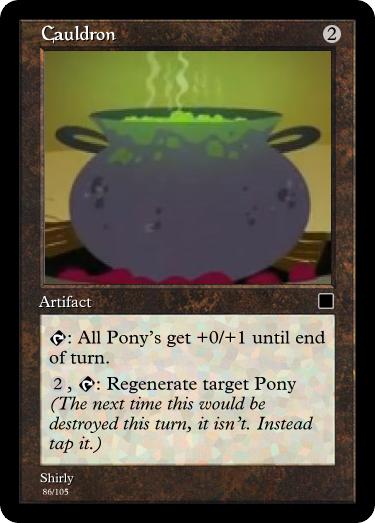 Cauldron 2
Artifact
: All Pony's get +0/+1 until end
of turn.
2 , : Regenerate target Pony
(The next time this would be
destroyed this turn, it isn't. Instead
tap it.)
Shirly
86/105